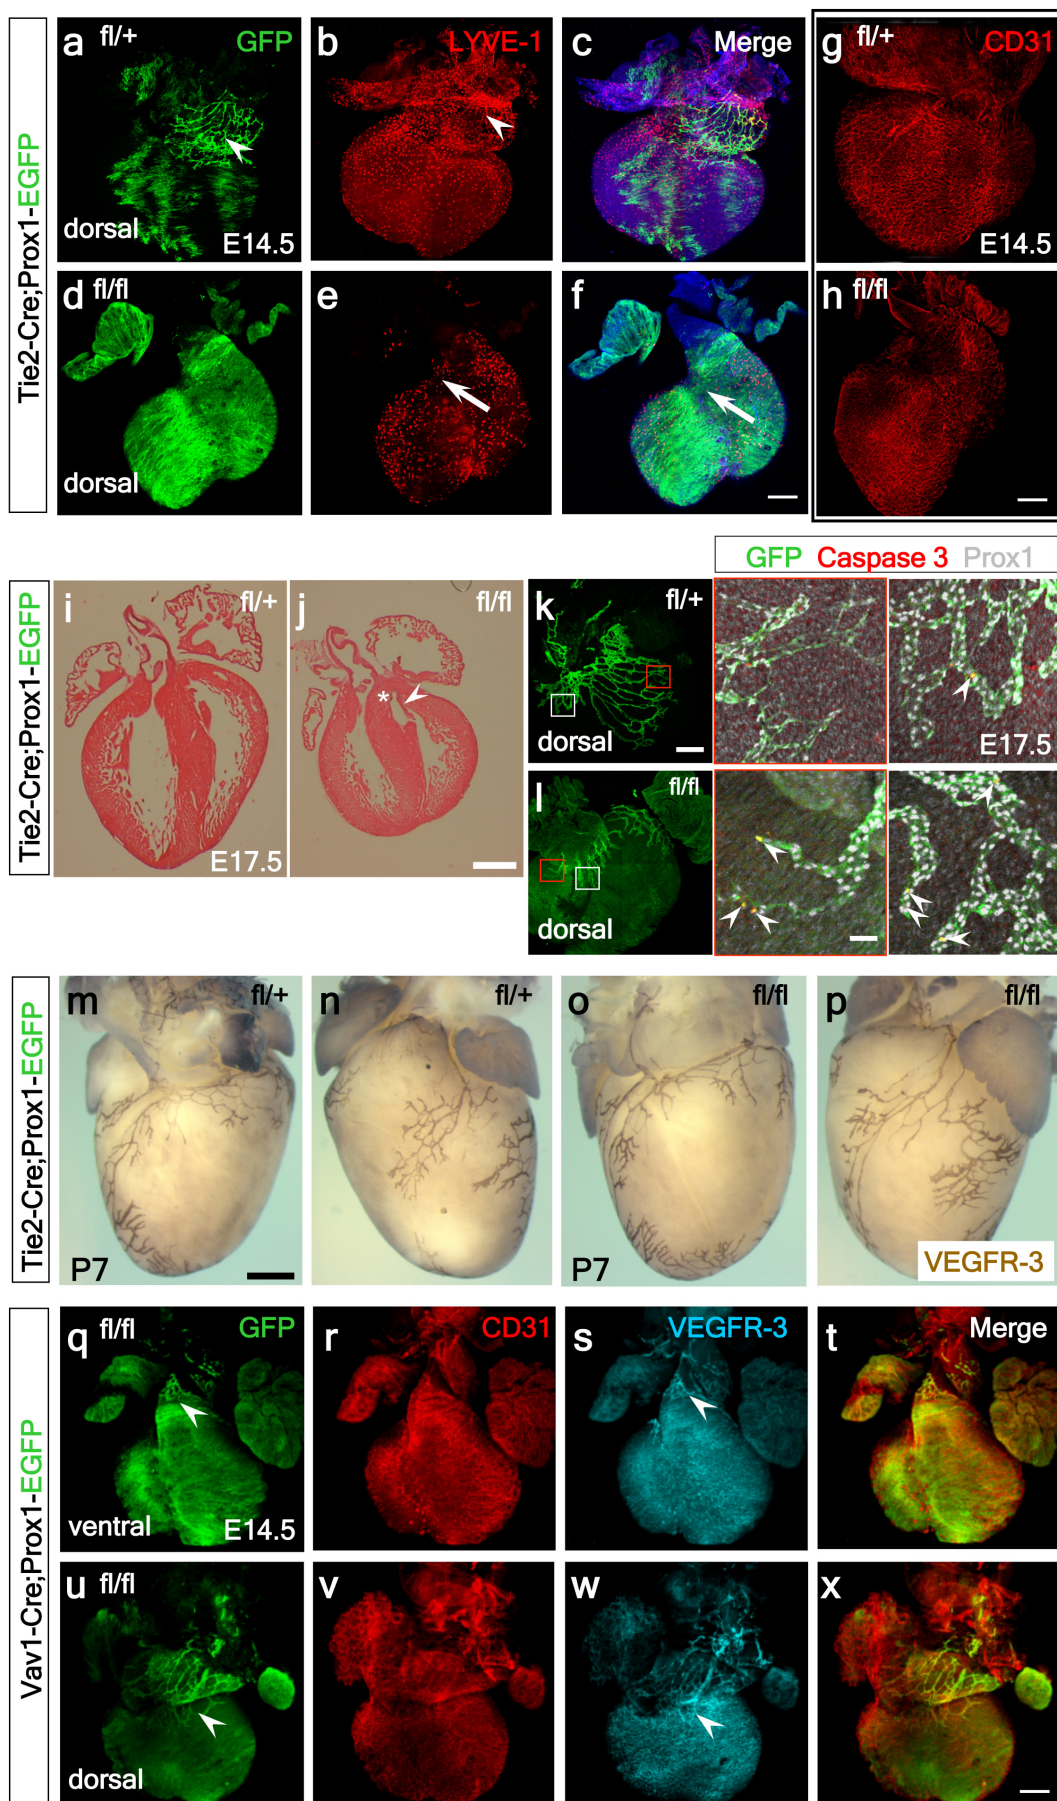 Tie2-Cre;Prox1-EGFP
a fl/+ GFP
dorsal E14.5
b LYVE-1
c Merge
g fl/+ CD31
E14.5
d fl/fl
dorsal
e
f
h fl/fl
GFP Caspase 3 Prox1
Tie2-Cre;Prox1-EGFP
i fl/+
E17.5
j fl/fl
*
k fl/+
dorsal
E17.5
l fl/fl
dorsal
Tie2-Cre;Prox1-EGFP
m fl/+
P7
n fl/+
o fl/fl
P7
p fl/fl
VEGFR-3
Vav1-Cre;Prox1-EGFP
q fl/fl GFP
ventral E14.5
r CD31
s VEGFR-3
t Merge
u fl/fl
dorsal
v
w
x